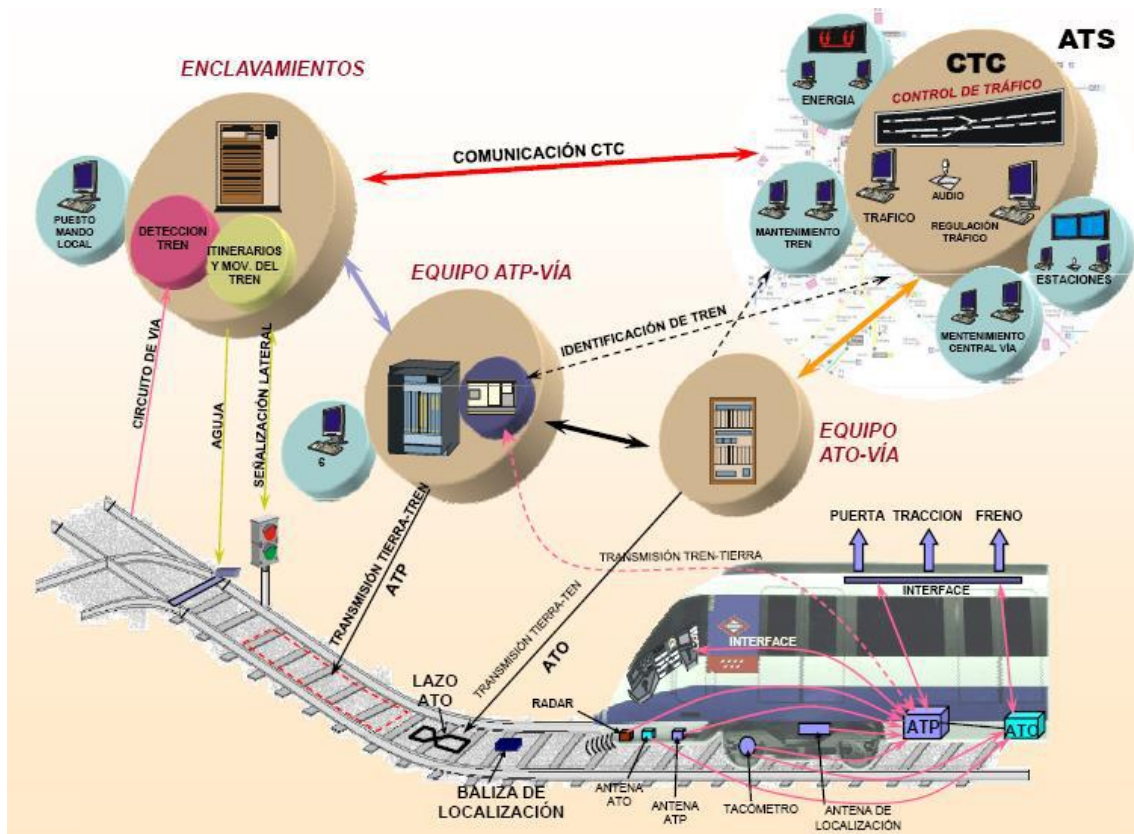 ATS
CTC
CONTROL DE TRÁFICO
ENERGIA
TRAFICO
AUDIO
REGULACIÓN
TRÁFICO
MANTENIMIENTO
TREN
ESTACIONES
MENTENIMIENTO
CENTRAL VÍA
ENCLAVAMIENTOS
COMUNICACIÓN CTC
PUESTO
MANDO
LOCAL
DETECCION
TREN
ITINERARIOS
Y MOV. DEL
TREN
EQUIPO ATP-VÍA
IDENTIFICACIÓN DE TREN
CIRCUITO DE VIA
AGUJA
SEÑALIZACIÓN LATERAL
6
EQUIPO
ATO-VÍA
TRANSMISIÓN TIERRA-TREN
ATP
TRANSMISIÓN TIERRA-TEN
ATO
TRANSMISIÓN TREN-TIERRA
PUERTA
TRACCION
FRENO
INTERFACE
INTERFACE
LAZO
ATO
RADAR
ATP
ATO
BALIZA DE
LOCALIZACIÓN
ANTENA
ATO
ANTENA
ATP
TACÓMETRO
ANTENA DE
LOCALIZACIÓN